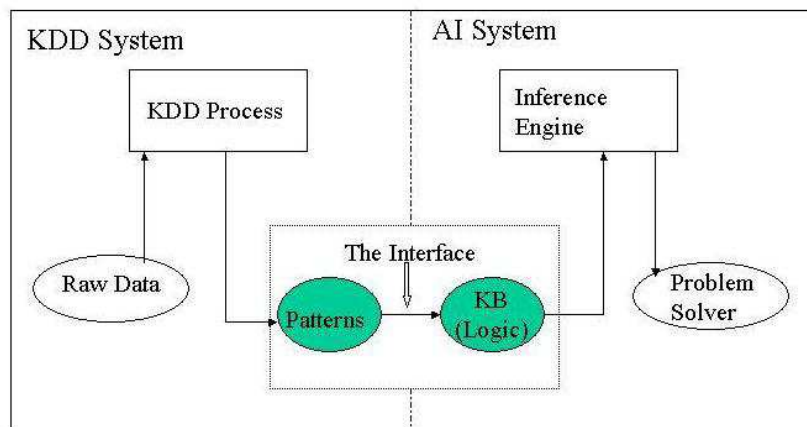 KDD System
AI System
KDD Process
Inference
Engine
The Interface
Raw Data
Patterns
KB
(Logic)
Problem
Solver